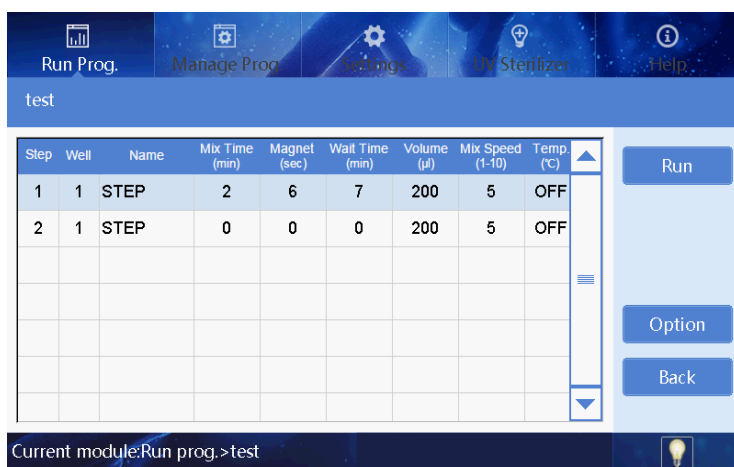 Run Prog. Manage Prog. Settings UV Sterilizer Help
test
Step Well Name Mix Time (min) Magnet (sec) Wait Time (min) Volume (μl) Mix Speed (1-10) Temp. (℃)
1 1 STEP 2 6 7 200 5 OFF
2 1 STEP 0 0 0 200 5 OFF
Run
Option
Back
Current module:Run prog.>test